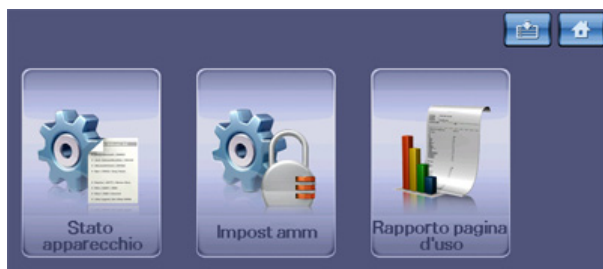 Stato
apparecchio
Impost amm
Rapporto pagina
d'uso